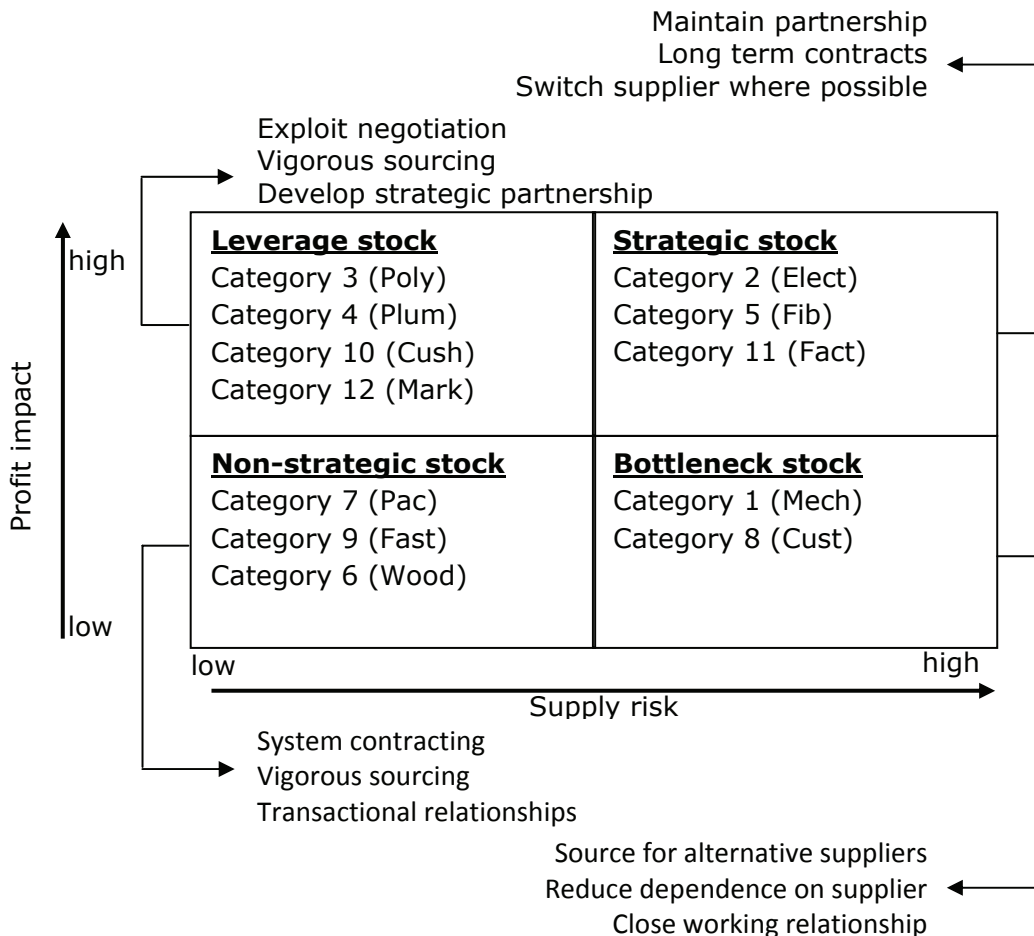 Maintain partnership
Long term contracts
Switch supplier where possible
Exploit negotiation
Vigorous sourcing
Develop strategic partnership
Profit impact
high
low
Leverage stock
Category 3 (Poly)
Category 4 (Plum)
Category 10 (Cush)
Category 12 (Mark)
Strategic stock
Category 2 (Elect)
Category 5 (Fib)
Category 11 (Fact)
Non-strategic stock
Category 7 (Pac)
Category 9 (Fast)
Category 6 (Wood)
Bottleneck stock
Category 1 (Mech)
Category 8 (Cust)
low
high
Supply risk
System contracting
Vigorous sourcing
Transactional relationships
Source for alternative suppliers
Reduce dependence on supplier
Close working relationship